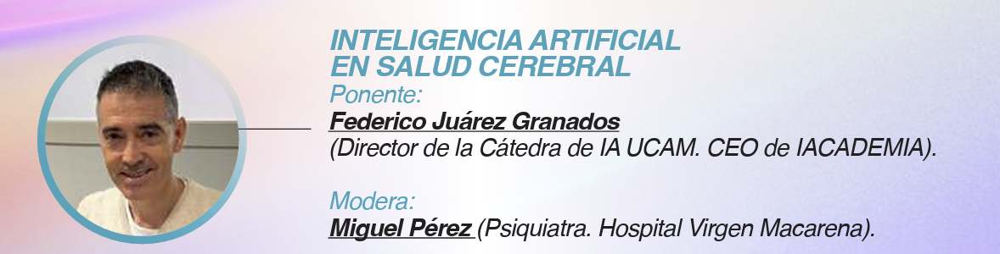 INTELIGENCIA ARTIFICIAL
EN SALUD CEREBRAL
Ponente:
Federico Juárez Granados
(Director de la Cátedra de IA UCAM. CEO de IACADEMIA).
Modera:
Miguel Pérez (Psiquiatra. Hospital Virgen Macarena).